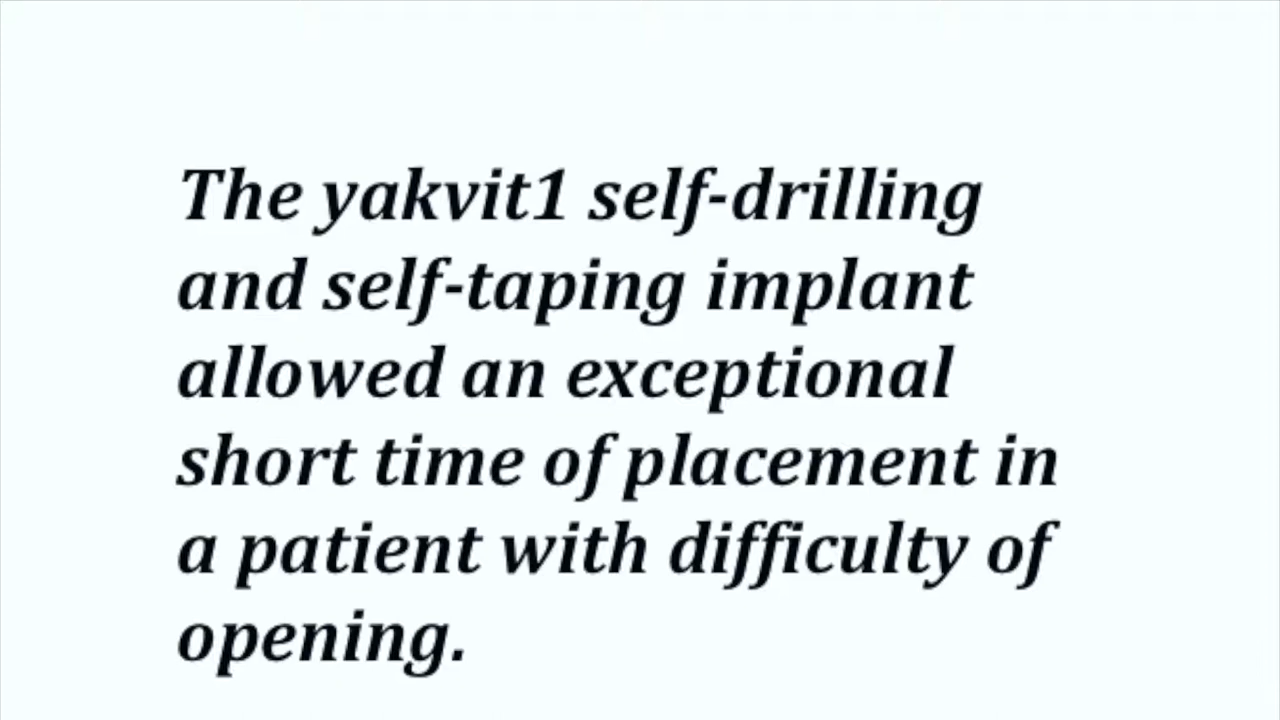 The yakvit1 self-drilling
and self-taping implant
allowed an exceptional
short time of placement in
a patient with difficulty of
opening.